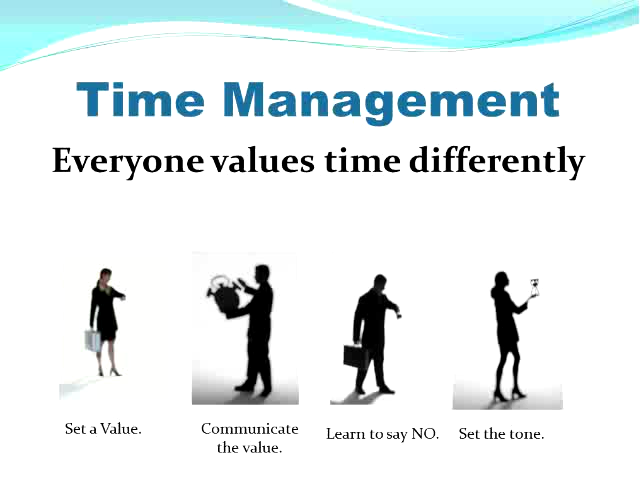 Time Management
Everyone values time differently
Set a Value.
Communicate
the value.
Learn to say NO.
Set the tone.